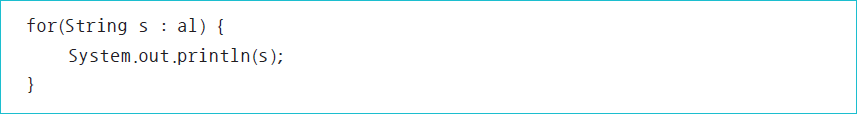 for(String s : al) {
    System.out.println(s);
}